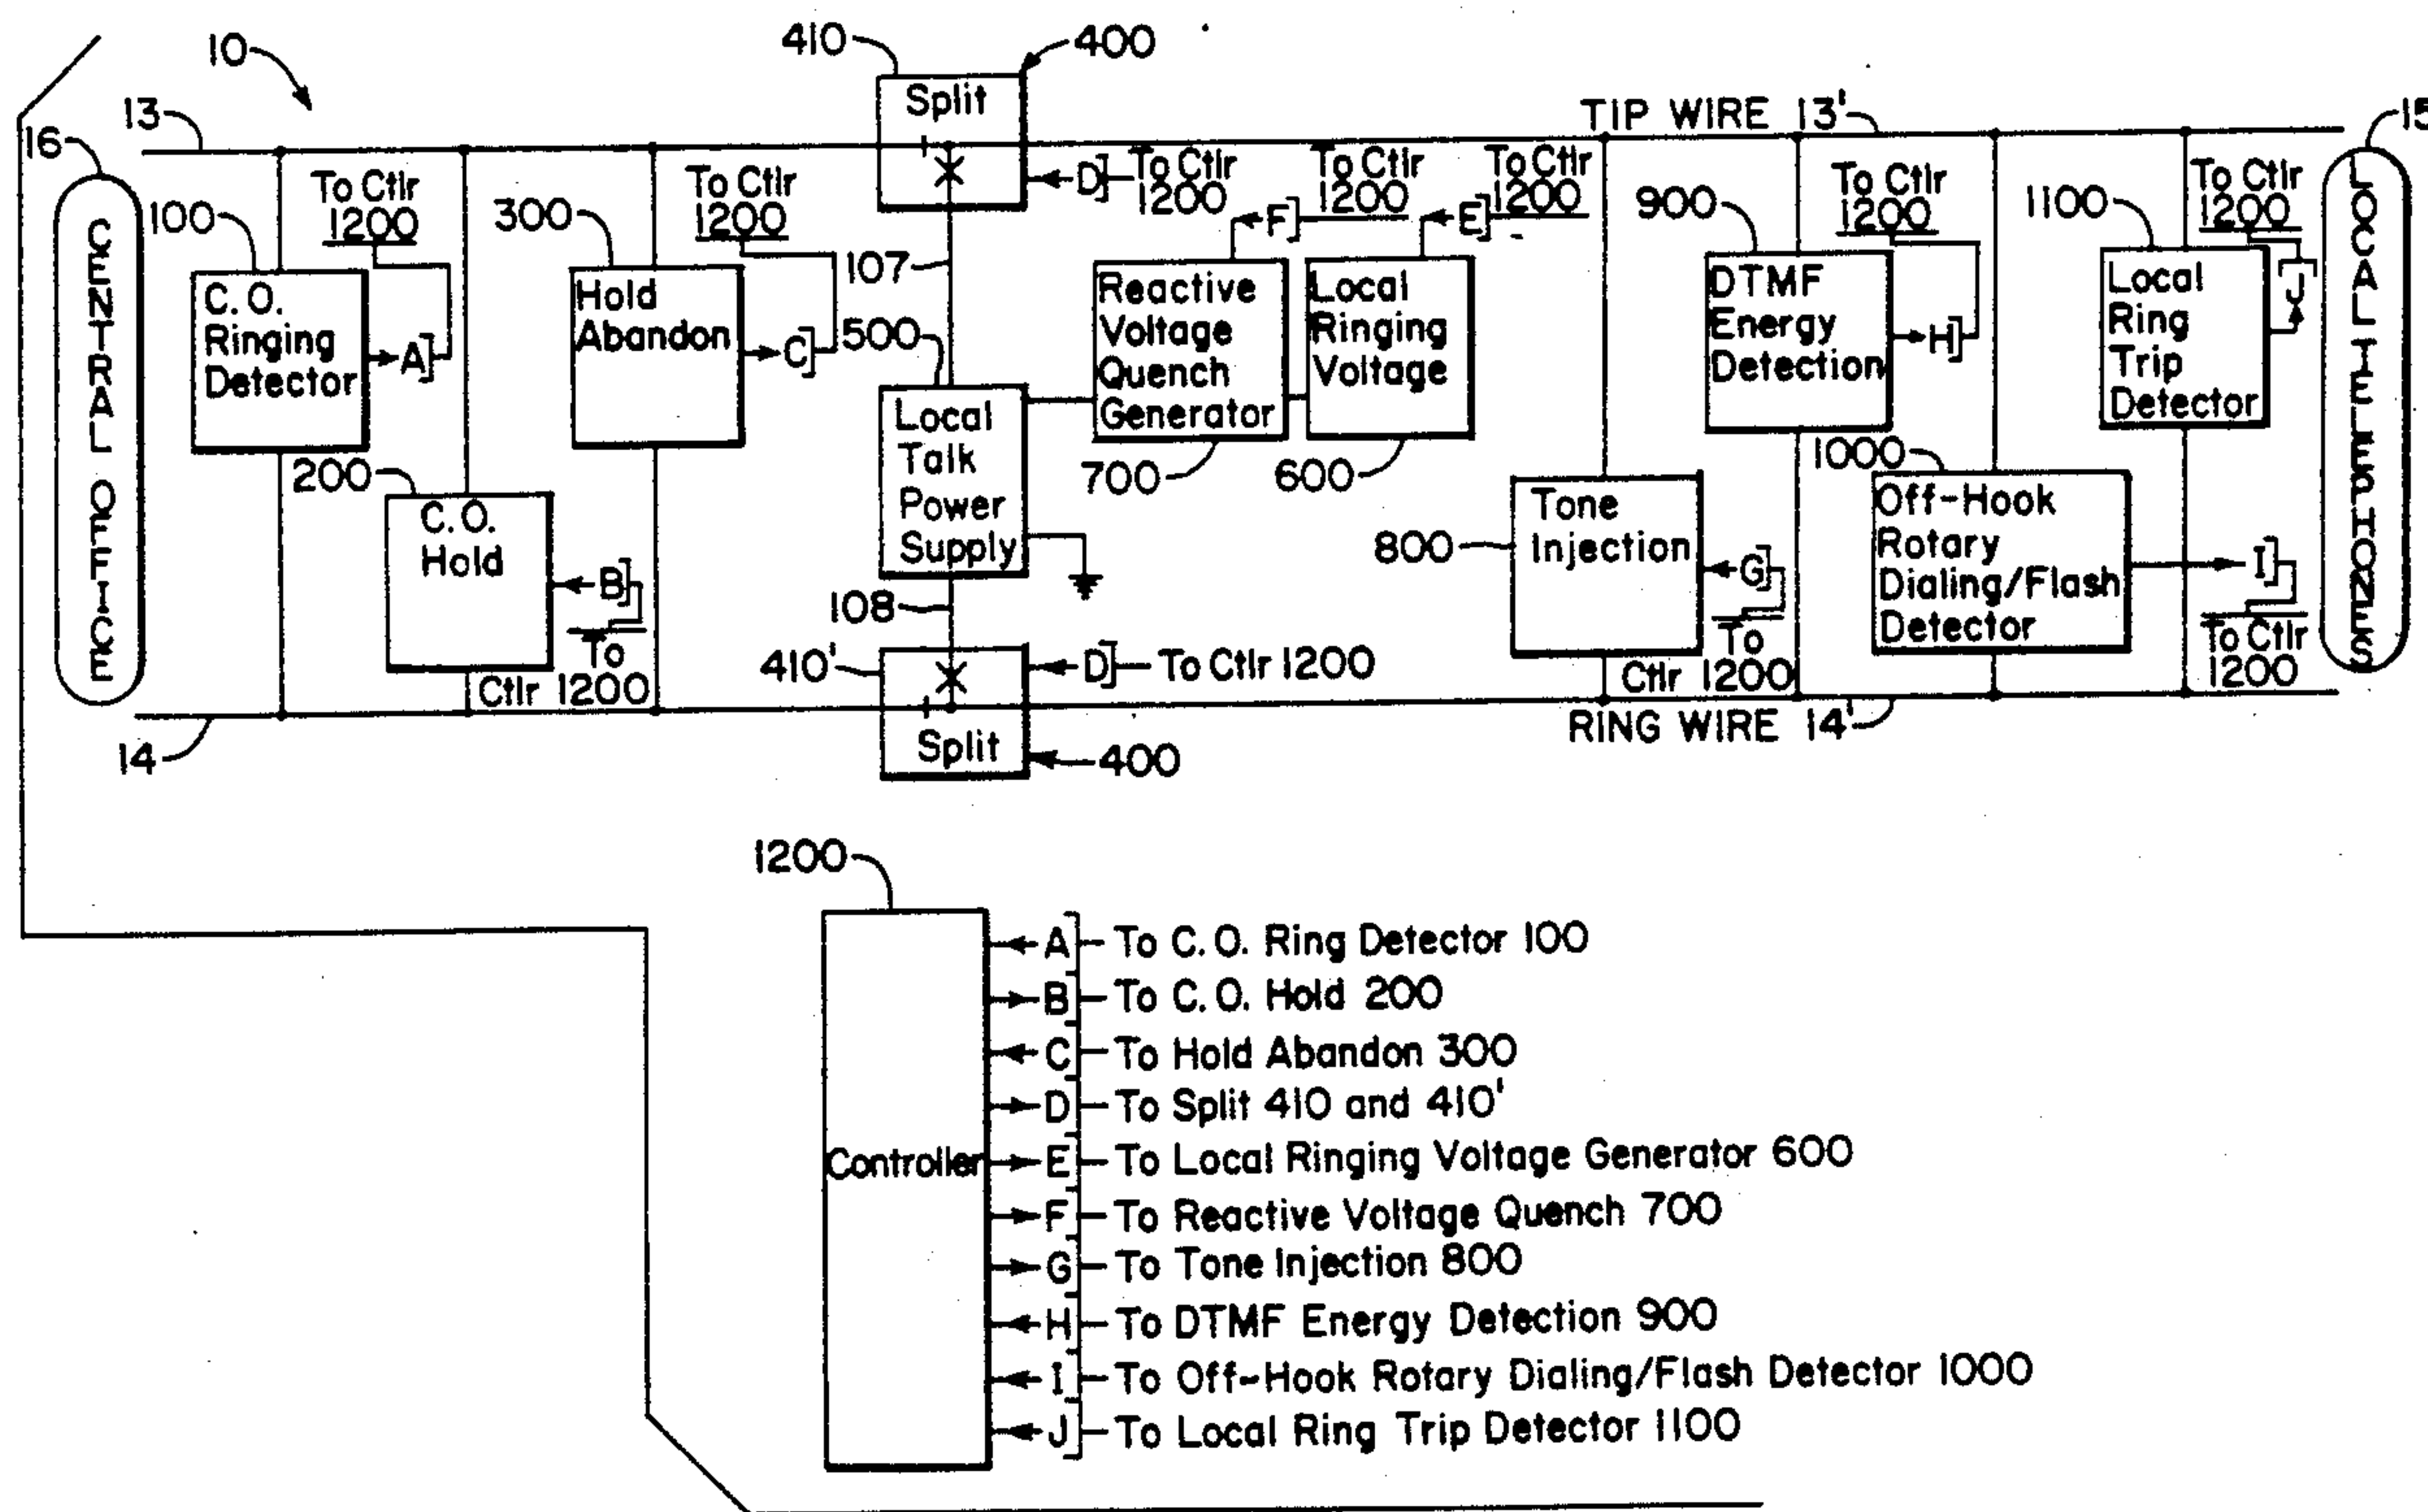 10
410
400
Split
TIP WIRE 13'
15
13
16
CENTRAL OFFICE
100
To Ctlr
1200
C. O.
Ringing
Detector
A
200
C. O.
Hold
B
To
Ctlr 1200
300
To Ctlr
1200
Hold
Abandon
C
D
To Ctlr
1200
107
500
Local
Talk
Power
Supply
108
F
To Ctlr
1200
Reactive
Voltage
Quench
Generator
700
E
To Ctlr
1200
Local
Ringing
Voltage
600
800
Tone
Injection
G
To
Ctlr 1200
900
To Ctlr
1200
DTMF
Energy
Detection
H
1000
Off-Hook
Rotary
Dialing/Flash
Detector
I
To Ctlr
1200
1100
To Ctlr
1200
Local
Ring
Trip
Detector
J
LOCAL TELEPHONES
410'
D
To Ctlr 1200
Split
400
14
RING WIRE 14'
1200
Controller
A To C. O. Ring Detector 100
B To C. O. Hold 200
C To Hold Abandon 300
D To Split 410 and 410'
E To Local Ringing Voltage Generator 600
F To Reactive Voltage Quench 700
G To Tone Injection 800
H To DTMF Energy Detection 900
I To Off-Hook Rotary Dialing/Flash Detector 1000
J To Local Ring Trip Detector 1100